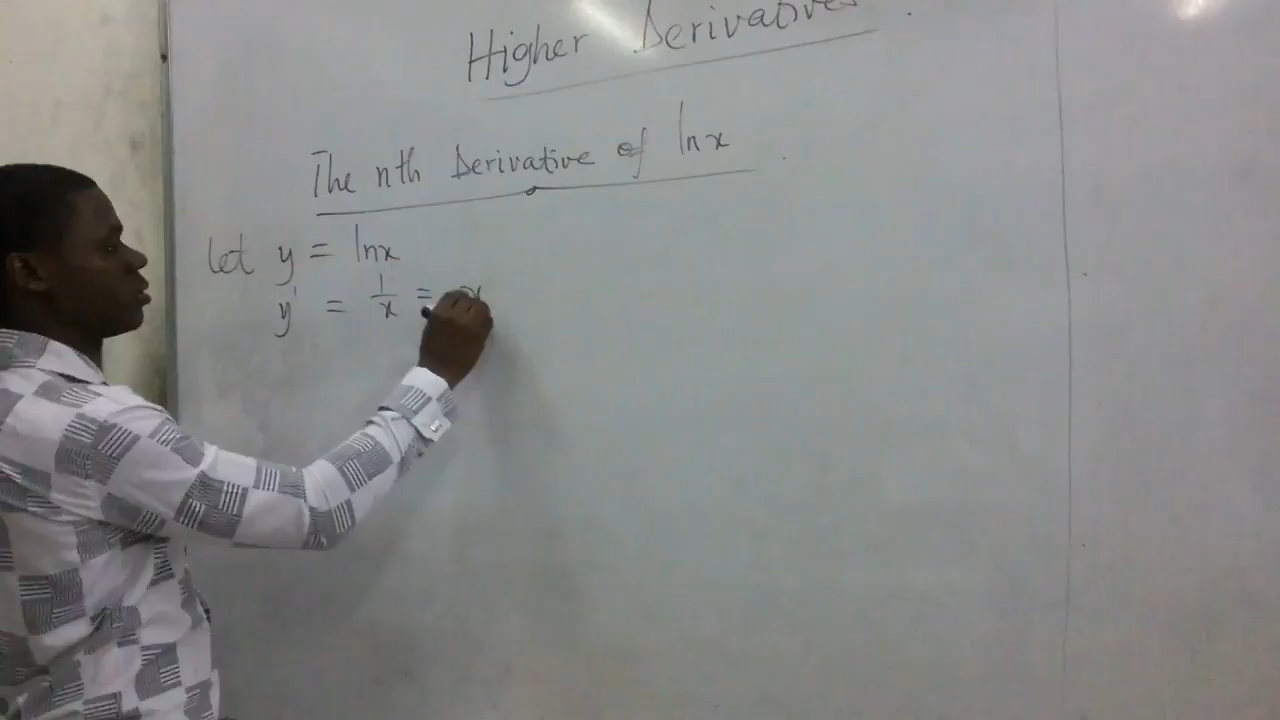 Higher Derivatives
The nth Derivative of lnx
let y = lnx
y' = 1/x = x